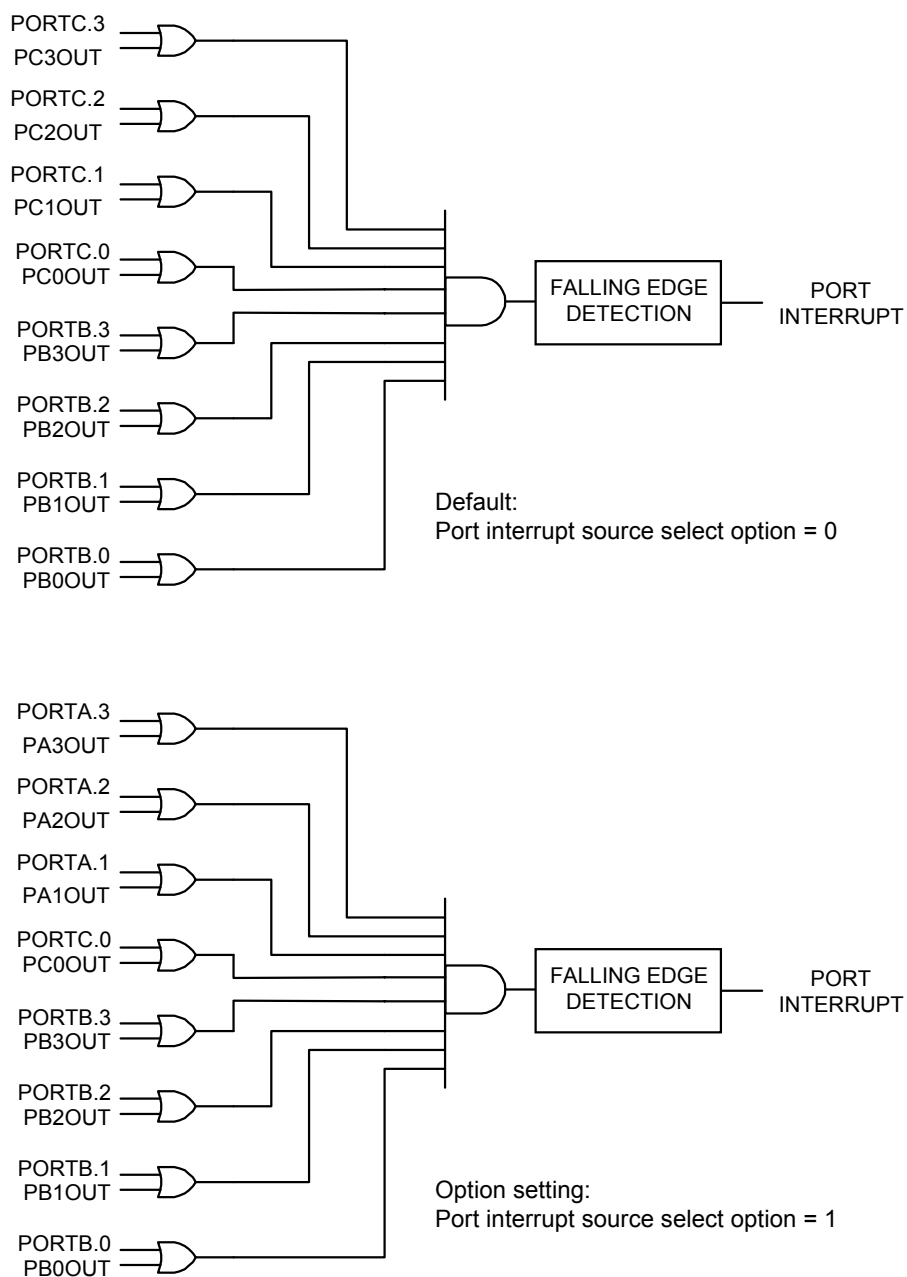 PORTC.3
PC3OUT
PORTC.2
PC2OUT
PORTC.1
PC1OUT
PORTC.0
PC0OUT
PORTB.3
PB3OUT
PORTB.2
PB2OUT
PORTB.1
PB1OUT
PORTB.0
PB0OUT
FALLING EDGE
DETECTION
PORT
INTERRUPT
Default:
Port interrupt source select option = 0
PORTA.3
PA3OUT
PORTA.2
PA2OUT
PORTA.1
PA1OUT
PORTC.0
PC0OUT
PORTB.3
PB3OUT
PORTB.2
PB2OUT
PORTB.1
PB1OUT
PORTB.0
PB0OUT
FALLING EDGE
DETECTION
PORT
INTERRUPT
Option setting:
Port interrupt source select option = 1